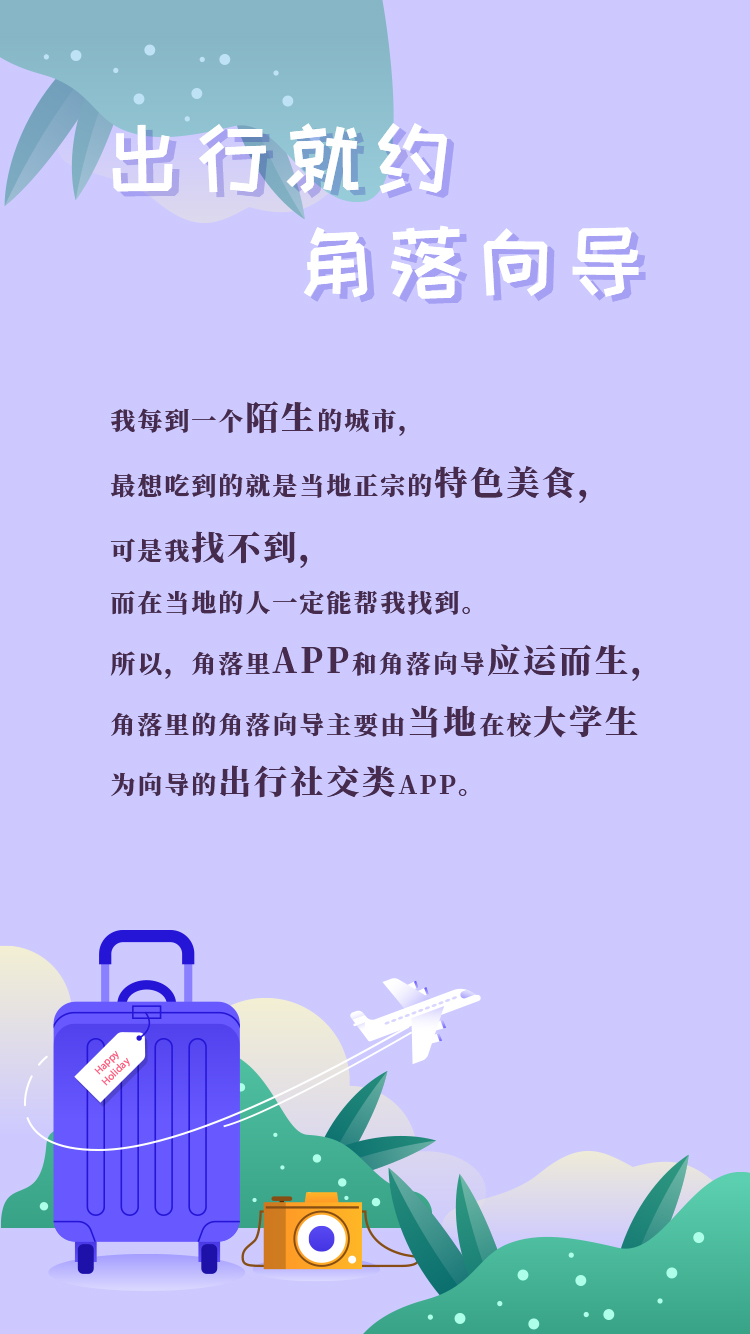 出行就约
角落向导
我每到一个陌生的城市，
最想吃到的就是当地正宗的特色美食，
可是我找不到，
而在当地的人一定能帮我找到。
所以，角落里APP和角落向导应运而生，
角落里的角落向导主要由当地在校大学生
为向导的出行社交类APP。
Happy
Holiday